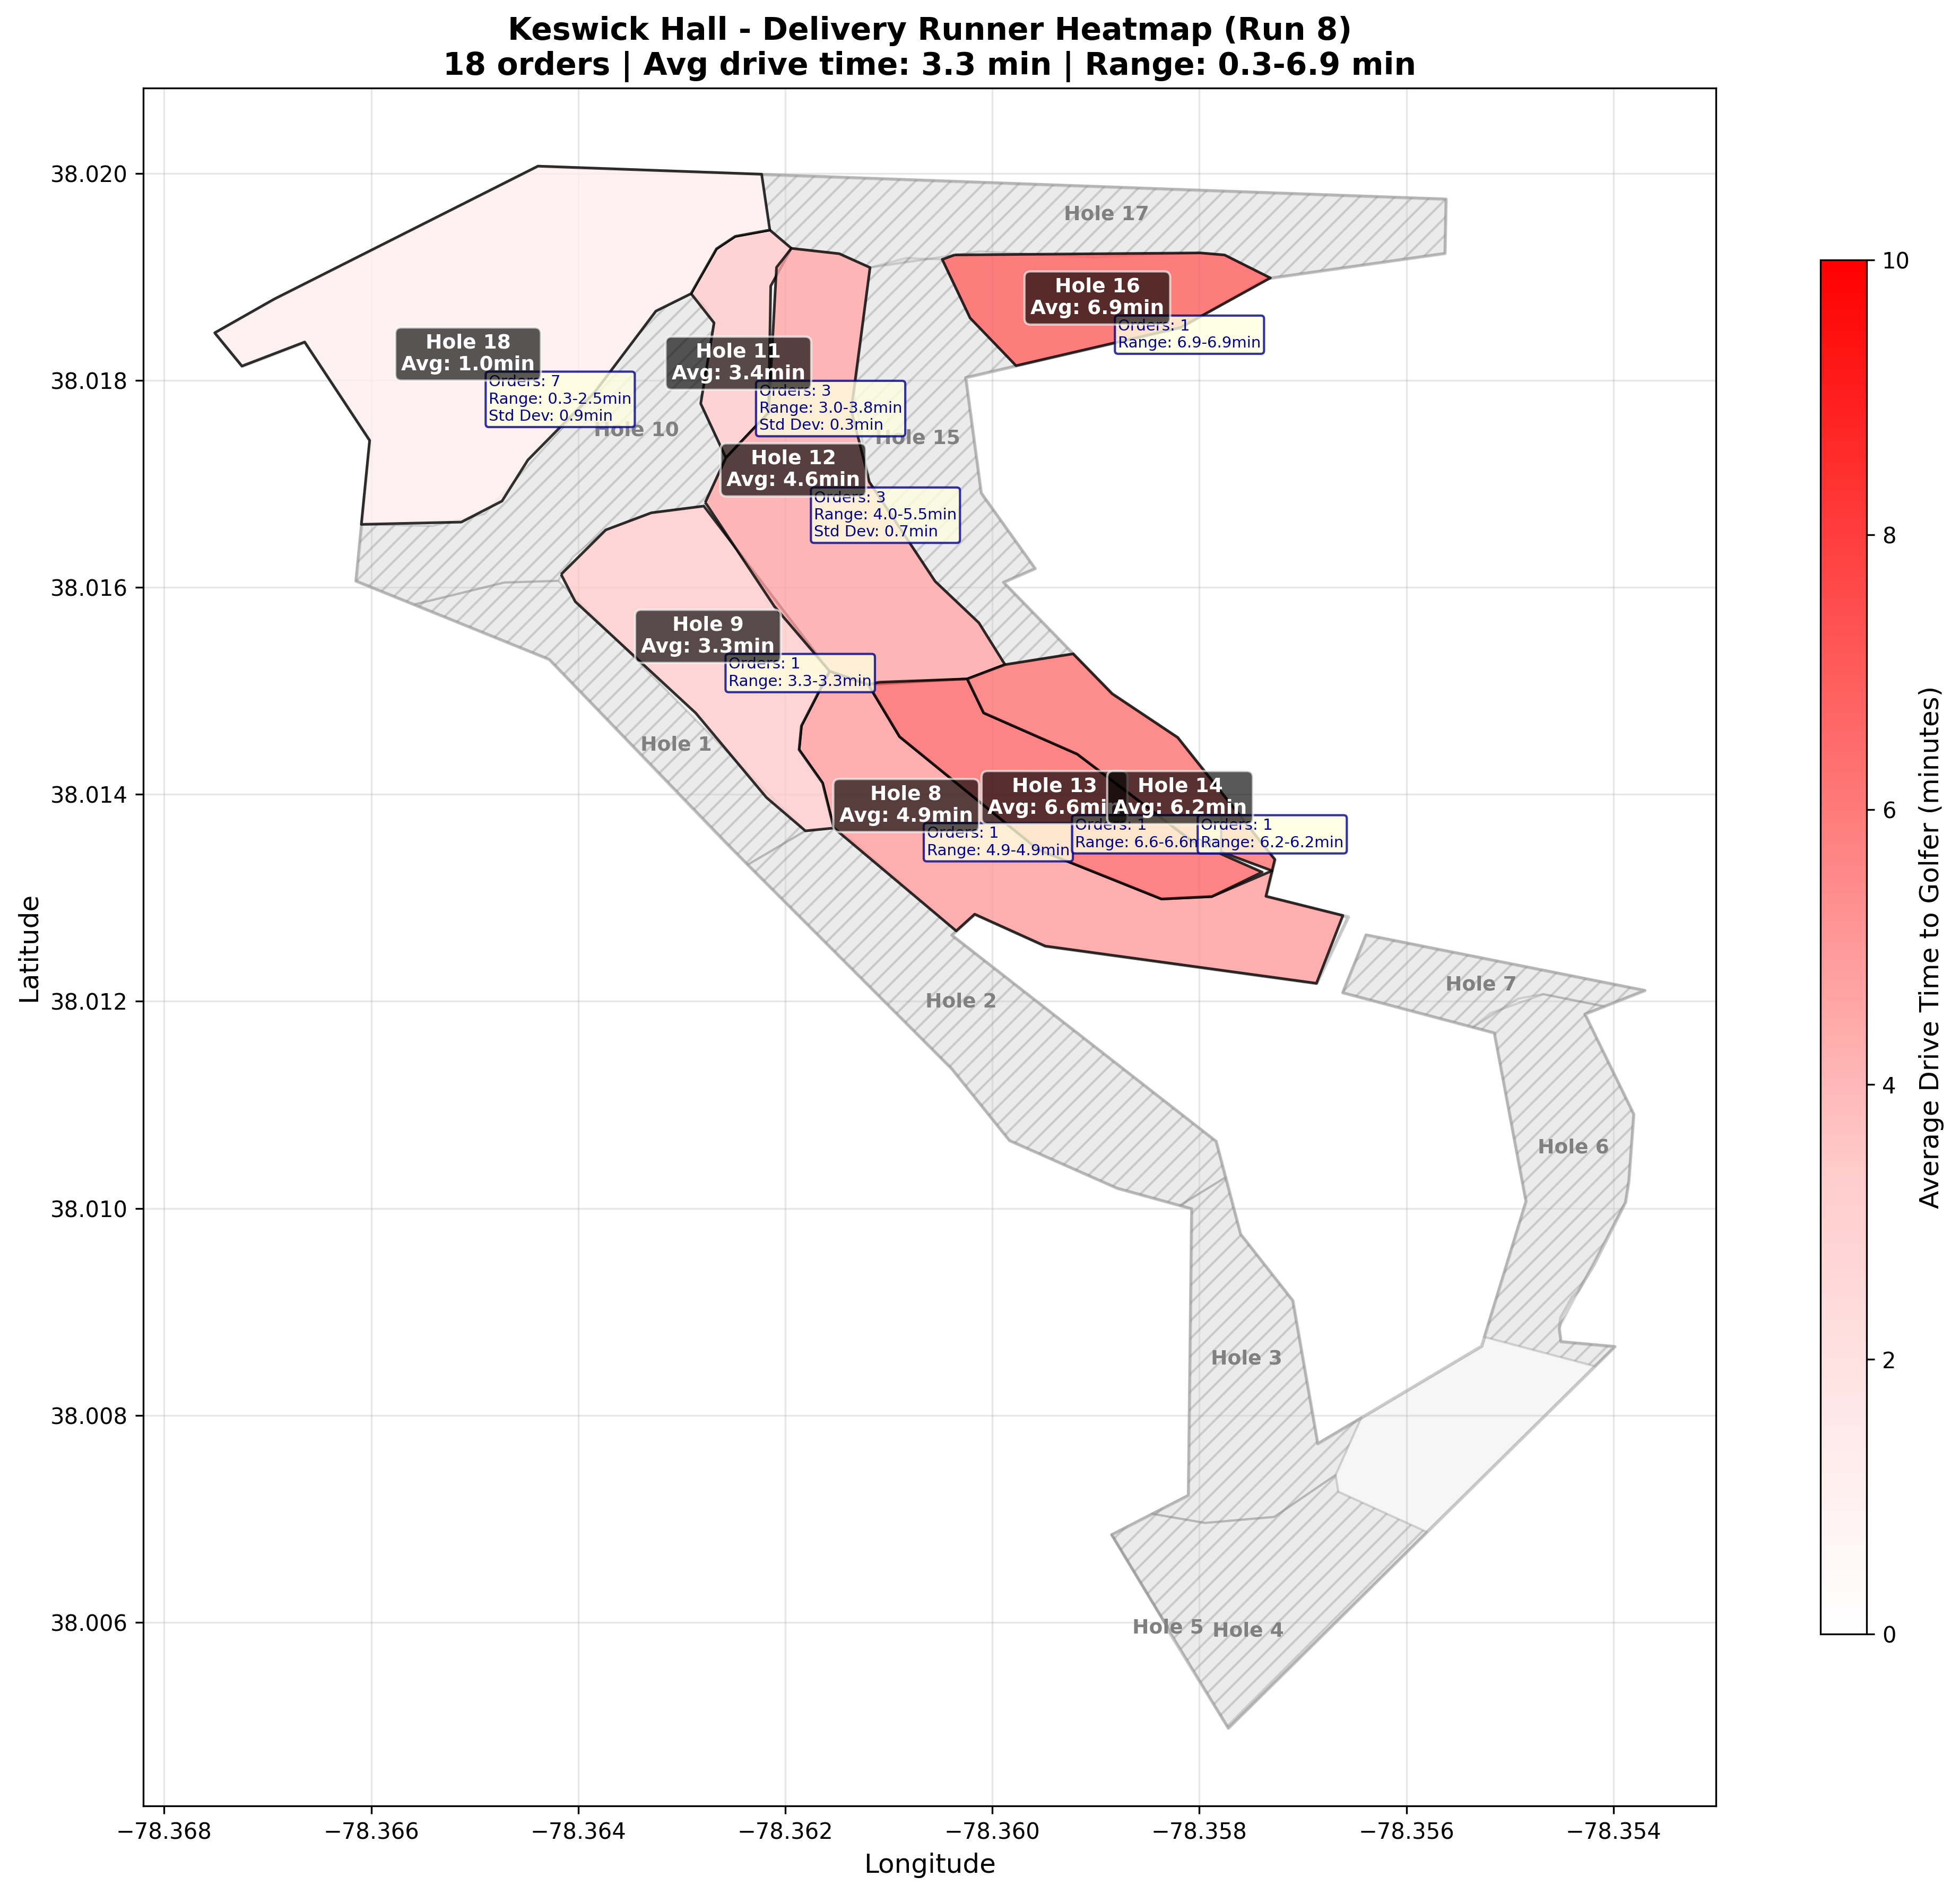 Keswick Hall - Delivery Runner Heatmap (Run 8)
18 orders | Avg drive time: 3.3 min | Range: 0.3-6.9 min
Latitude
38.020
38.018
38.016
38.014
38.012
38.010
38.008
38.006
Hole 17
Hole 16
Avg: 6.9min
Orders: 1
Range: 6.9-6.9min
Hole 18
Avg: 1.0min
Orders: 7
Range: 0.3-2.5min
Std Dev: 0.9min
Hole 11
Avg: 3.4min
Orders: 3
Range: 3.0-3.8min
Std Dev: 0.3min
Hole 10
Hole 15
Hole 12
Avg: 4.6min
Orders: 3
Range: 4.0-5.5min
Std Dev: 0.7min
Hole 9
Avg: 3.3min
Orders: 1
Range: 3.3-3.3min
Hole 1
Hole 8
Avg: 4.9min
Orders: 1
Range: 4.9-4.9min
Hole 13
Avg: 6.6min
Orders: 1
Range: 6.6-6.6m
Hole 14
Avg: 6.2min
Orders: 1
Range: 6.2-6.2min
Hole 2
Hole 7
Hole 6
Hole 3
Hole 5
Hole 4
−78.368
−78.366
−78.364
−78.362
−78.360
−78.358
−78.356
−78.354
Longitude
10
8
6
4
2
0
Average Drive Time to Golfer (minutes)